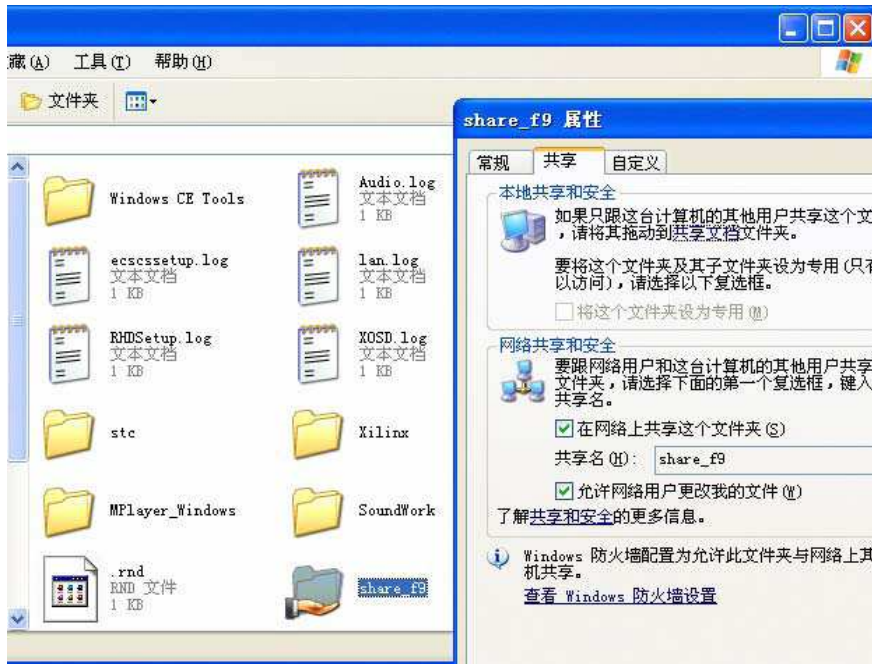 藏(A) 工具(T) 帮助(H)
文件夹
Windows CE Tools
Audio.log
文本文档
1 KB
ecscssetup.log
文本文档
1 KB
lan.log
文本文档
1 KB
RHDSetup.log
文本文档
1 KB
XOSD.log
文本文档
1 KB
stc
Xilinx
MPlayer_Windows
SoundWork
.rnd
RND 文件
1 KB
share_f9
share_f9 属性
常规 共享 自定义
本地共享和安全
如果只跟这台计算机的其他用户共享这个文
，请将其拖动到共享文档文件夹。
要将这个文件夹及其子文件夹设为专用(只有
以访问)，请选择以下复选框。
将这个文件夹设为专用(M)
网络共享和安全
要跟网络用户和这台计算机的其他用户共享
文件夹，请选择下面的第一个复选框，键入
共享名。
在网络上共享这个文件夹(S)
共享名(H): share_f9
允许网络用户更改我的文件(W)
了解共享和安全的更多信息。
Windows 防火墙配置为允许此文件夹与网络上其
机共享。
查看 Windows 防火墙设置